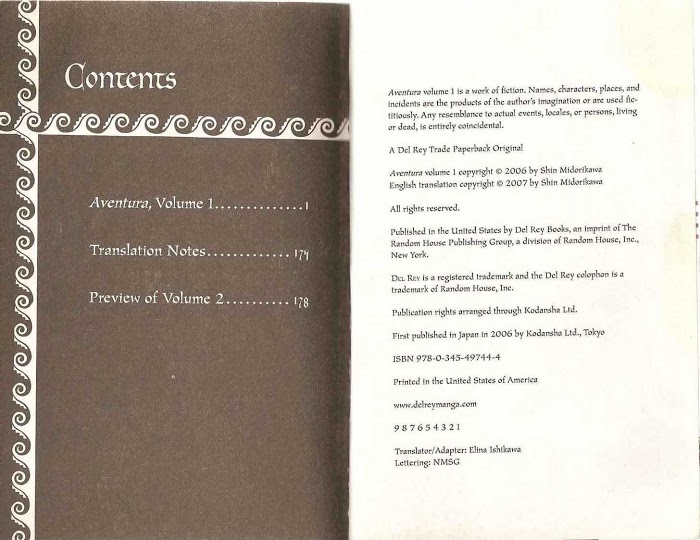 Contents
Aventura, Volume 1..............1
Translation Notes.............174
Preview of Volume 2..........178
Aventura volume 1 is a work of fiction. Names, characters, places, and
incidents are the products of the author's imagination or are used fic-
titiously. Any resemblance to actual events, locales, or persons, living
or dead, is entirely coincidental.
A Del Rey Trade Paperback Original
Aventura volume 1 copyright © 2006 by Shin Midorikawa
English translation copyright © 2007 by Shin Midorikawa
All rights reserved.
Published in the United States by Del Rey Books, an imprint of The
Random House Publishing Group, a division of Random House, Inc.,
New York.
Del Rey is a registered trademark and the Del Rey colophon is a
trademark of Random House, Inc.
Publication rights arranged through Kodansha Ltd.
First published in Japan in 2006 by Kodansha Ltd., Tokyo
ISBN 978-0-345-49744-4
Printed in the United States of America
www.delreymanga.com
9 8 7 6 5 4 3 2 1
Translator/Adapter: Elina Ishikawa
Lettering: NMSG